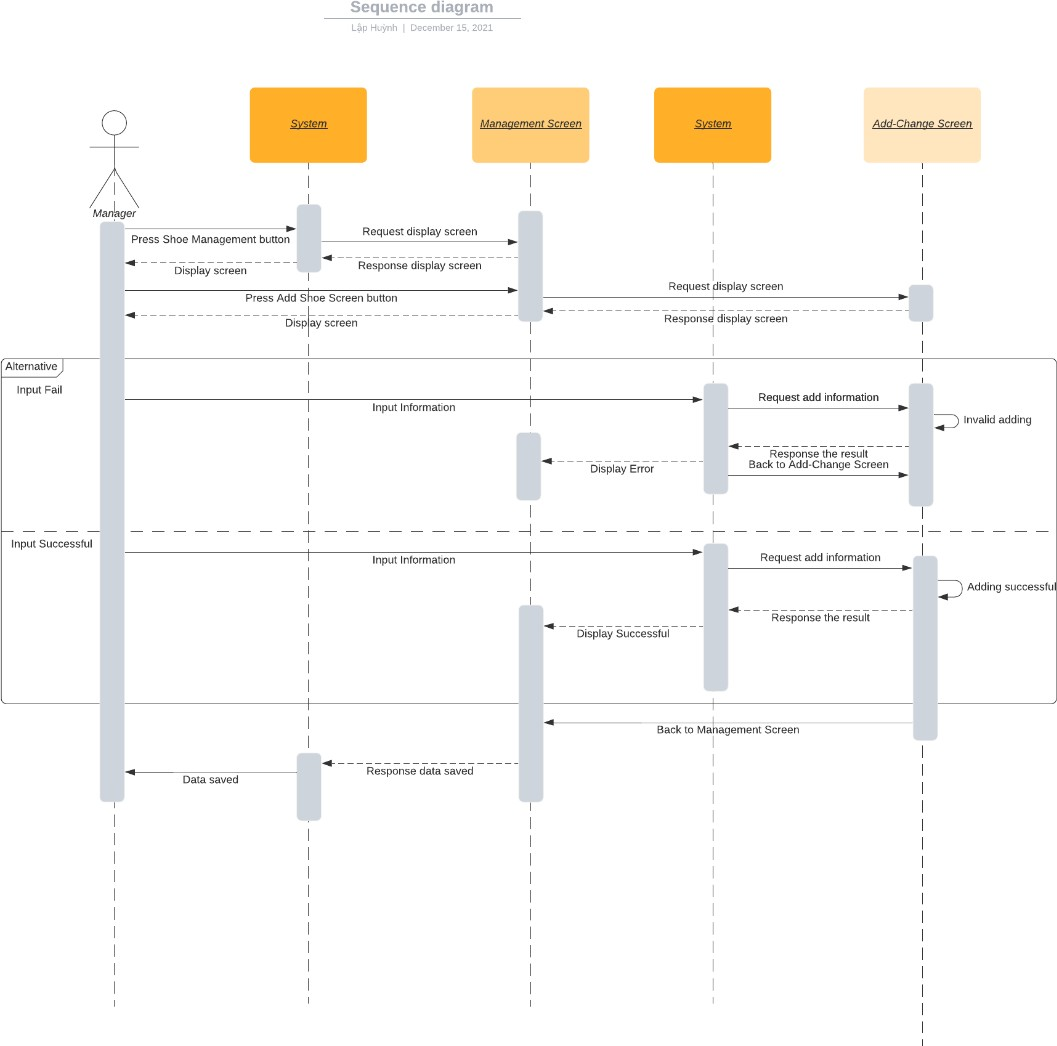 Sequence diagram
Lập Huỳnh | December 15, 2021
System
Management Screen
System
Add-Change Screen
Manager
Press Shoe Management button
Request display screen
Response display screen
Display screen
Request display screen
Press Add Shoe Screen button
Response display screen
Display screen
Alternative
Input Fail
Input Information
Request add information
Invalid adding
Response the result
Back to Add-Change Screen
Display Error
Input Successful
Input Information
Request add information
Adding successful
Response the result
Display Successful
Back to Management Screen
Response data saved
Data saved